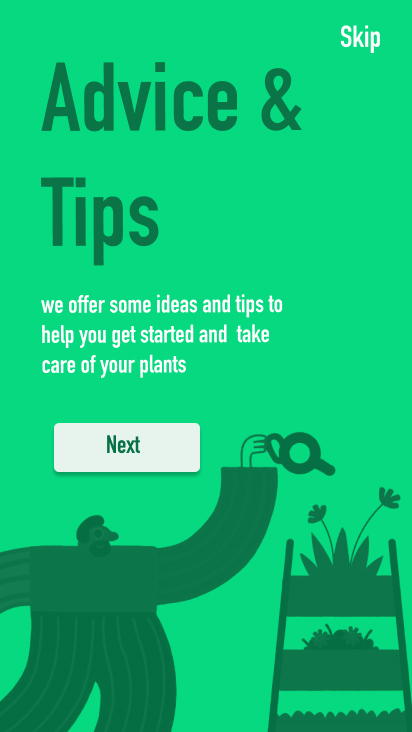 Skip
Advice &
Tips
we offer some ideas and tips to
help you get started and  take
care of your plants
Next